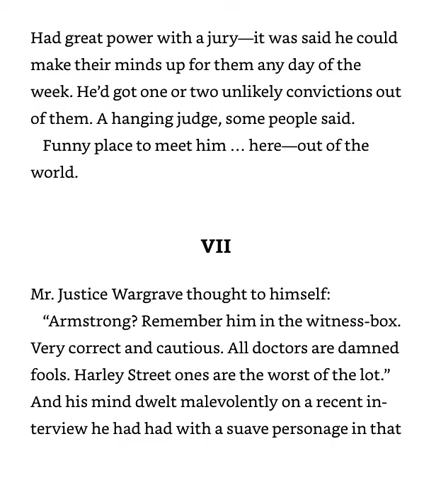 Had great power with a jury—it was said he could
make their minds up for them any day of the
week. He’d got one or two unlikely convictions out
of them. A hanging judge, some people said.
Funny place to meet him … here—out of the
world.
VII
Mr. Justice Wargrave thought to himself:
“Armstrong? Remember him in the witness-box.
Very correct and cautious. All doctors are damned
fools. Harley Street ones are the worst of the lot.”
And his mind dwelt malevolently on a recent in-
terview he had had with a suave personage in that